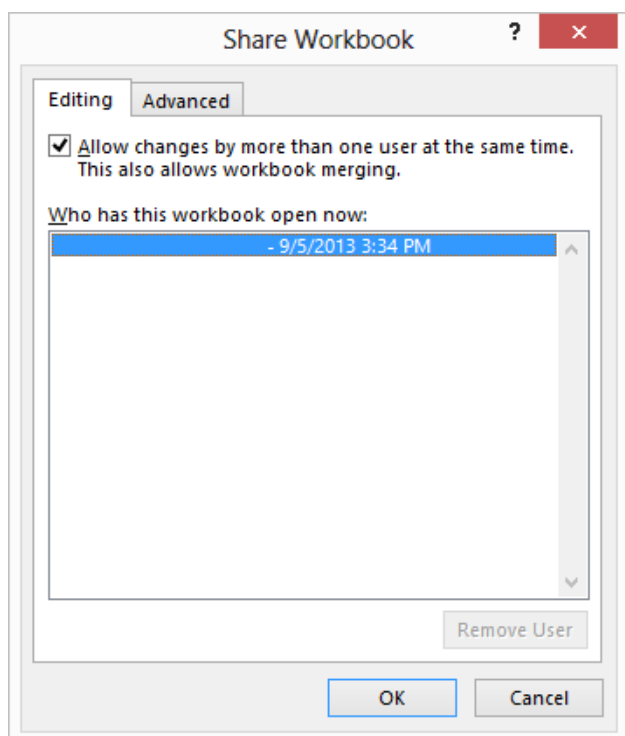 Share Workbook
?
Editing
Advanced
Allow changes by more than one user at the same time.
This also allows workbook merging.
Who has this workbook open now:
- 9/5/2013 3:34 PM
Remove User
OK
Cancel